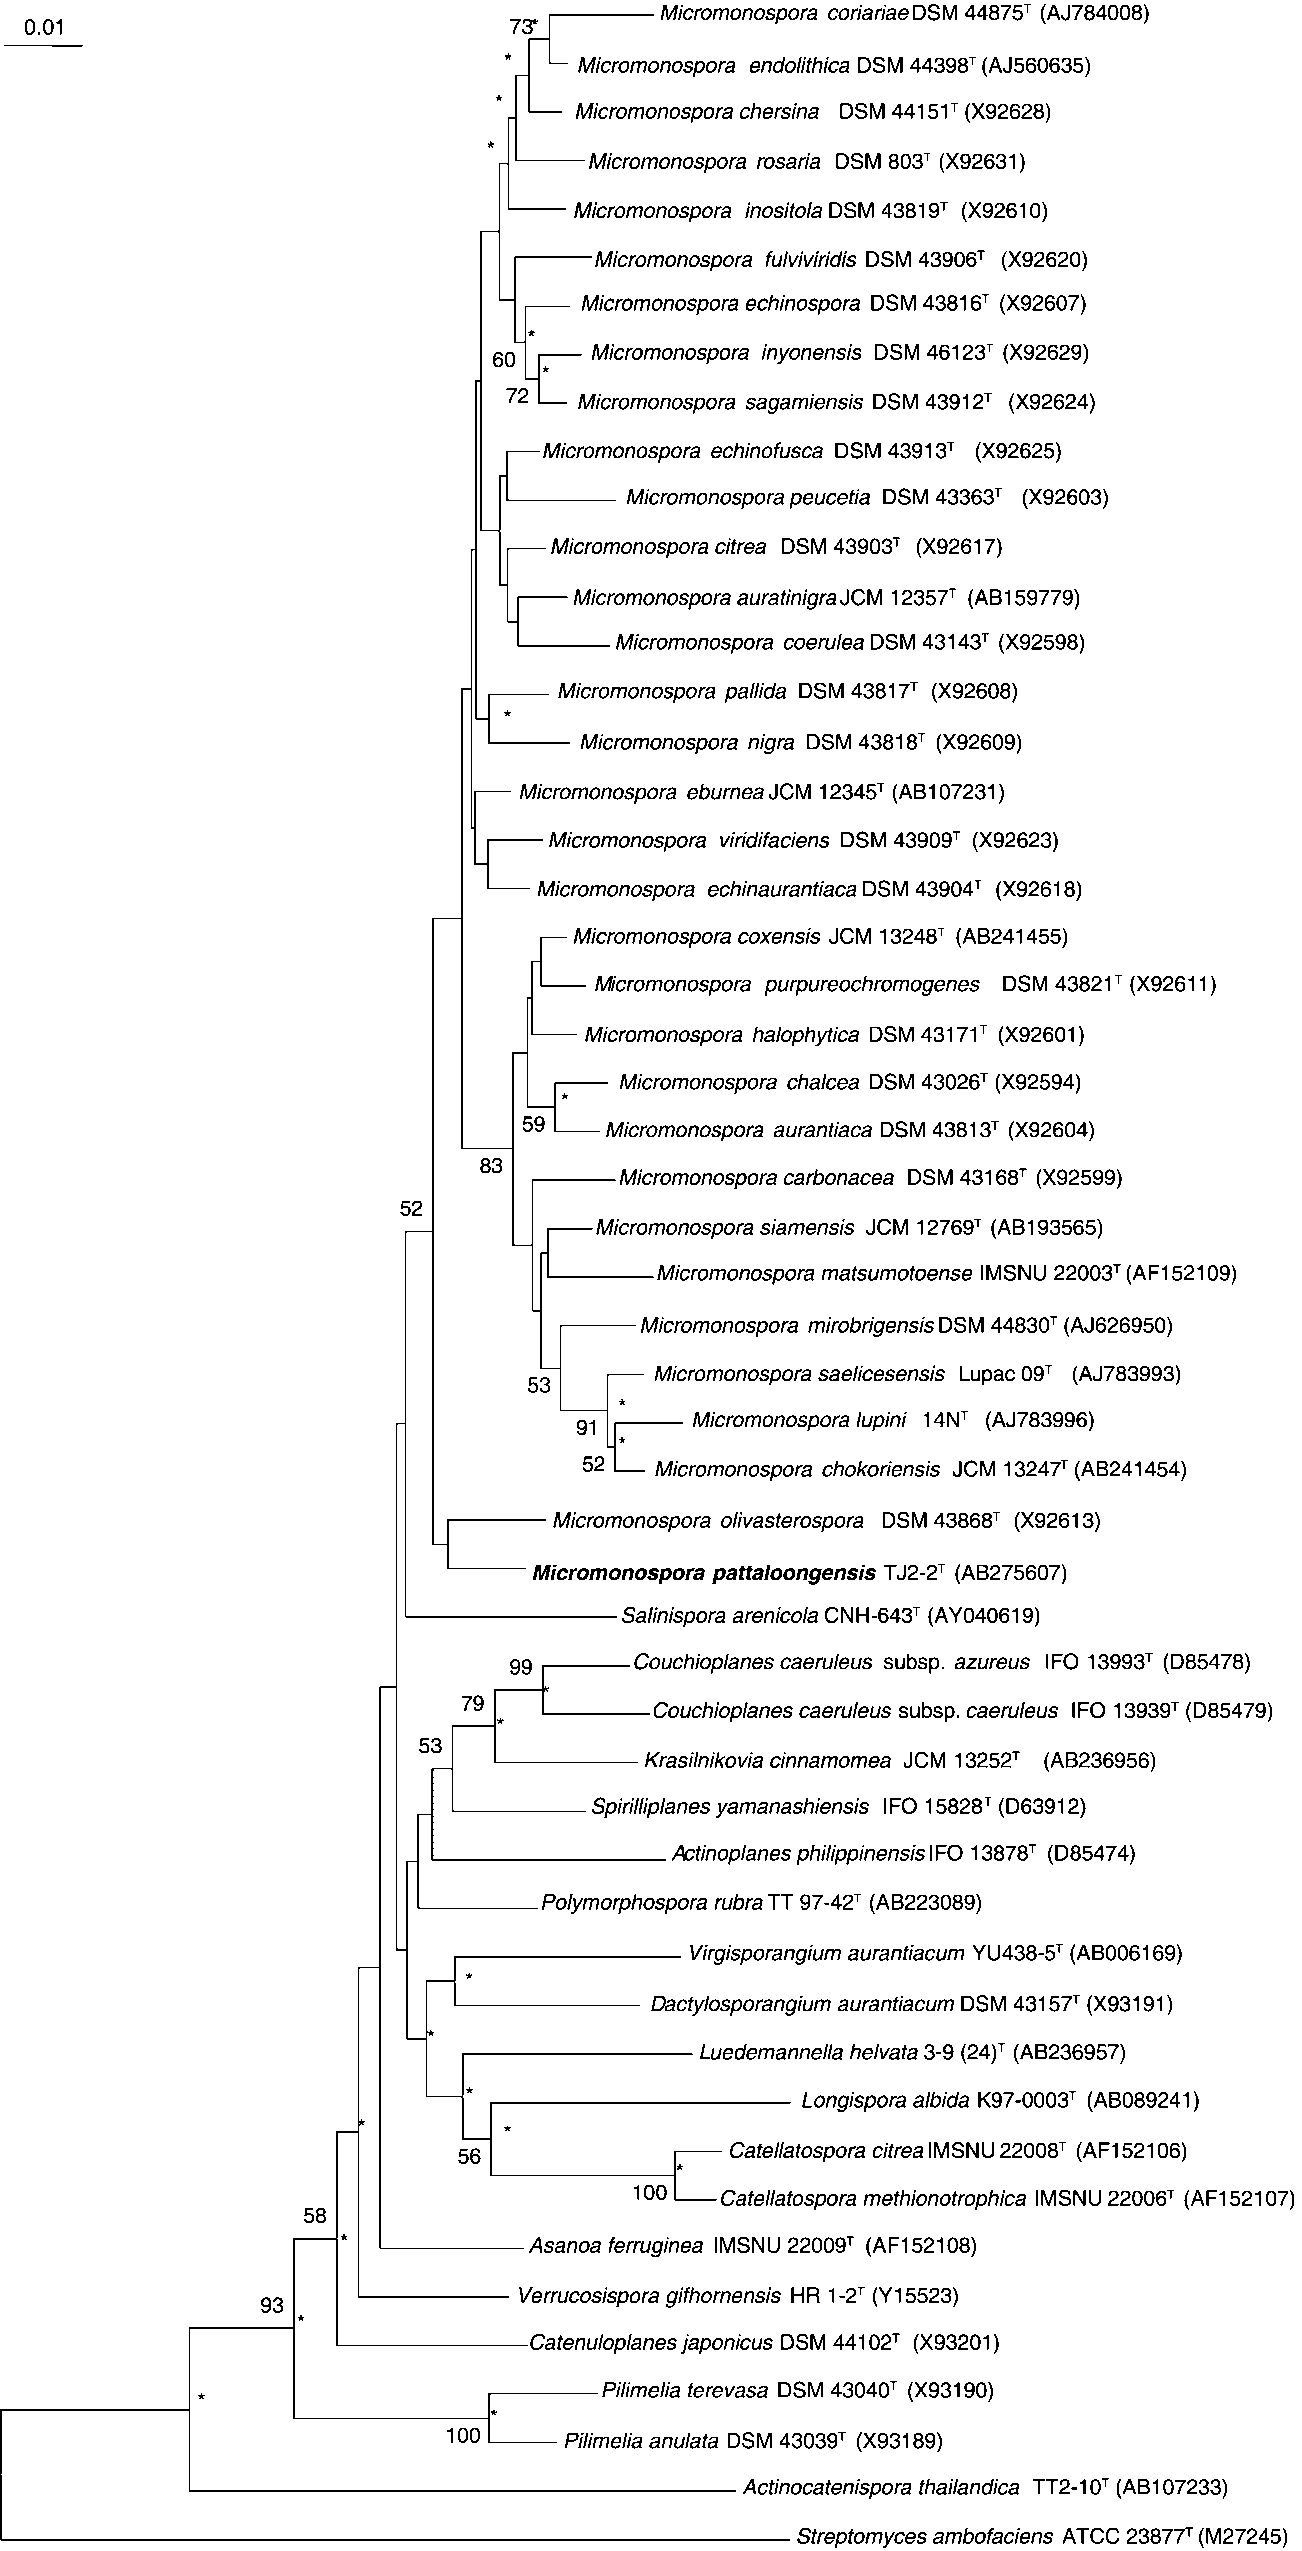 0.01
73*
Micromonospora coriariae DSM 44875T (AJ784008)
*
Micromonospora endolithica DSM 44398T (AJ560635)
*
Micromonospora chersina DSM 44151T (X92628)
*
Micromonospora rosaria DSM 803T (X92631)
Micromonospora inositola DSM 43819T (X92610)
Micromonospora fulviviridis DSM 43906T (X92620)
Micromonospora echinospora DSM 43816T (X92607)
*
60
Micromonospora inyonensis DSM 46123T (X92629)
*
72
Micromonospora sagamiensis DSM 43912T (X92624)
Micromonospora echinofusca DSM 43913T (X92625)
Micromonospora peucetia DSM 43363T (X92603)
Micromonospora citrea DSM 43903T (X92617)
Micromonospora auratinigra JCM 12357T (AB159779)
Micromonospora coerulea DSM 43143T (X92598)
Micromonospora pallida DSM 43817T (X92608)
*
Micromonospora nigra DSM 43818T (X92609)
Micromonospora eburnea JCM 12345T (AB107231)
Micromonospora viridifaciens DSM 43909T (X92623)
Micromonospora echinaurantiaca DSM 43904T (X92618)
Micromonospora coxensis JCM 13248T (AB241455)
Micromonospora purpureochromogenes DSM 43821T (X92611)
Micromonospora halophytica DSM 43171T (X92601)
Micromonospora chalcea DSM 43026T (X92594)
*
59
Micromonospora aurantiaca DSM 43813T (X92604)
83
Micromonospora carbonacea DSM 43168T (X92599)
52
Micromonospora siamensis JCM 12769T (AB193565)
Micromonospora matsumotoense IMSNU 22003T (AF152109)
Micromonospora mirobrigensis DSM 44830T (AJ626950)
53
Micromonospora saelicesensis Lupac 09T (AJ783993)
*
91
Micromonospora lupini 14NT (AJ783996)
*
52
Micromonospora chokoriensis JCM 13247T (AB241454)
Micromonospora olivasterospora DSM 43868T (X92613)
Micromonospora pattaloongensis TJ2-2T (AB275607)
Salinispora arenicola CNH-643T (AY040619)
99
*
Couchioplanes caeruleus subsp. azureus IFO 13993T (D85478)
79
*
Couchioplanes caeruleus subsp. caeruleus IFO 13939T (D85479)
53
Krasilnikovia cinnamomea JCM 13252T (AB236956)
Spirilliplanes yamanashiensis IFO 15828T (D63912)
Actinoplanes philippinensis IFO 13878T (D85474)
Polymorphospora rubra TT 97-42T (AB223089)
Virgisporangium aurantiacum YU438-5T (AB006169)
*
Dactylosporangium aurantiacum DSM 43157T (X93191)
*
Luedemannella helvata 3-9 (24)T (AB236957)
*
Longispora albida K97-0003T (AB089241)
*
*
56
Catellatospora citrea IMSNU 22008T (AF152106)
*
100
Catellatospora methionotrophica IMSNU 22006T (AF152107)
58
*
Asanoa ferruginea IMSNU 22009T (AF152108)
Verrucosispora gifhornensis HR 1-2T (Y15523)
93
*
Catenuloplanes japonicus DSM 44102T (X93201)
*
Pilimelia terevasa DSM 43040T (X93190)
*
100
Pilimelia anulata DSM 43039T (X93189)
Actinocatenispora thailandica TT2-10T (AB107233)
Streptomyces ambofaciens ATCC 23877T (M27245)